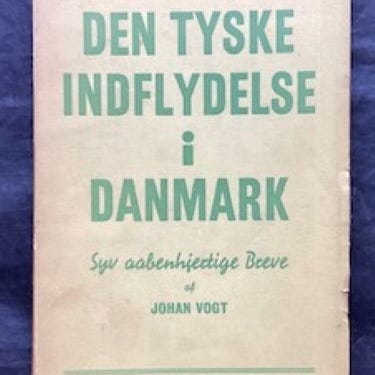 DEN TYSKE
INDFLYDELSE
i
DANMARK
Syv aabenhjertige Breve
af
JOHAN VOGT